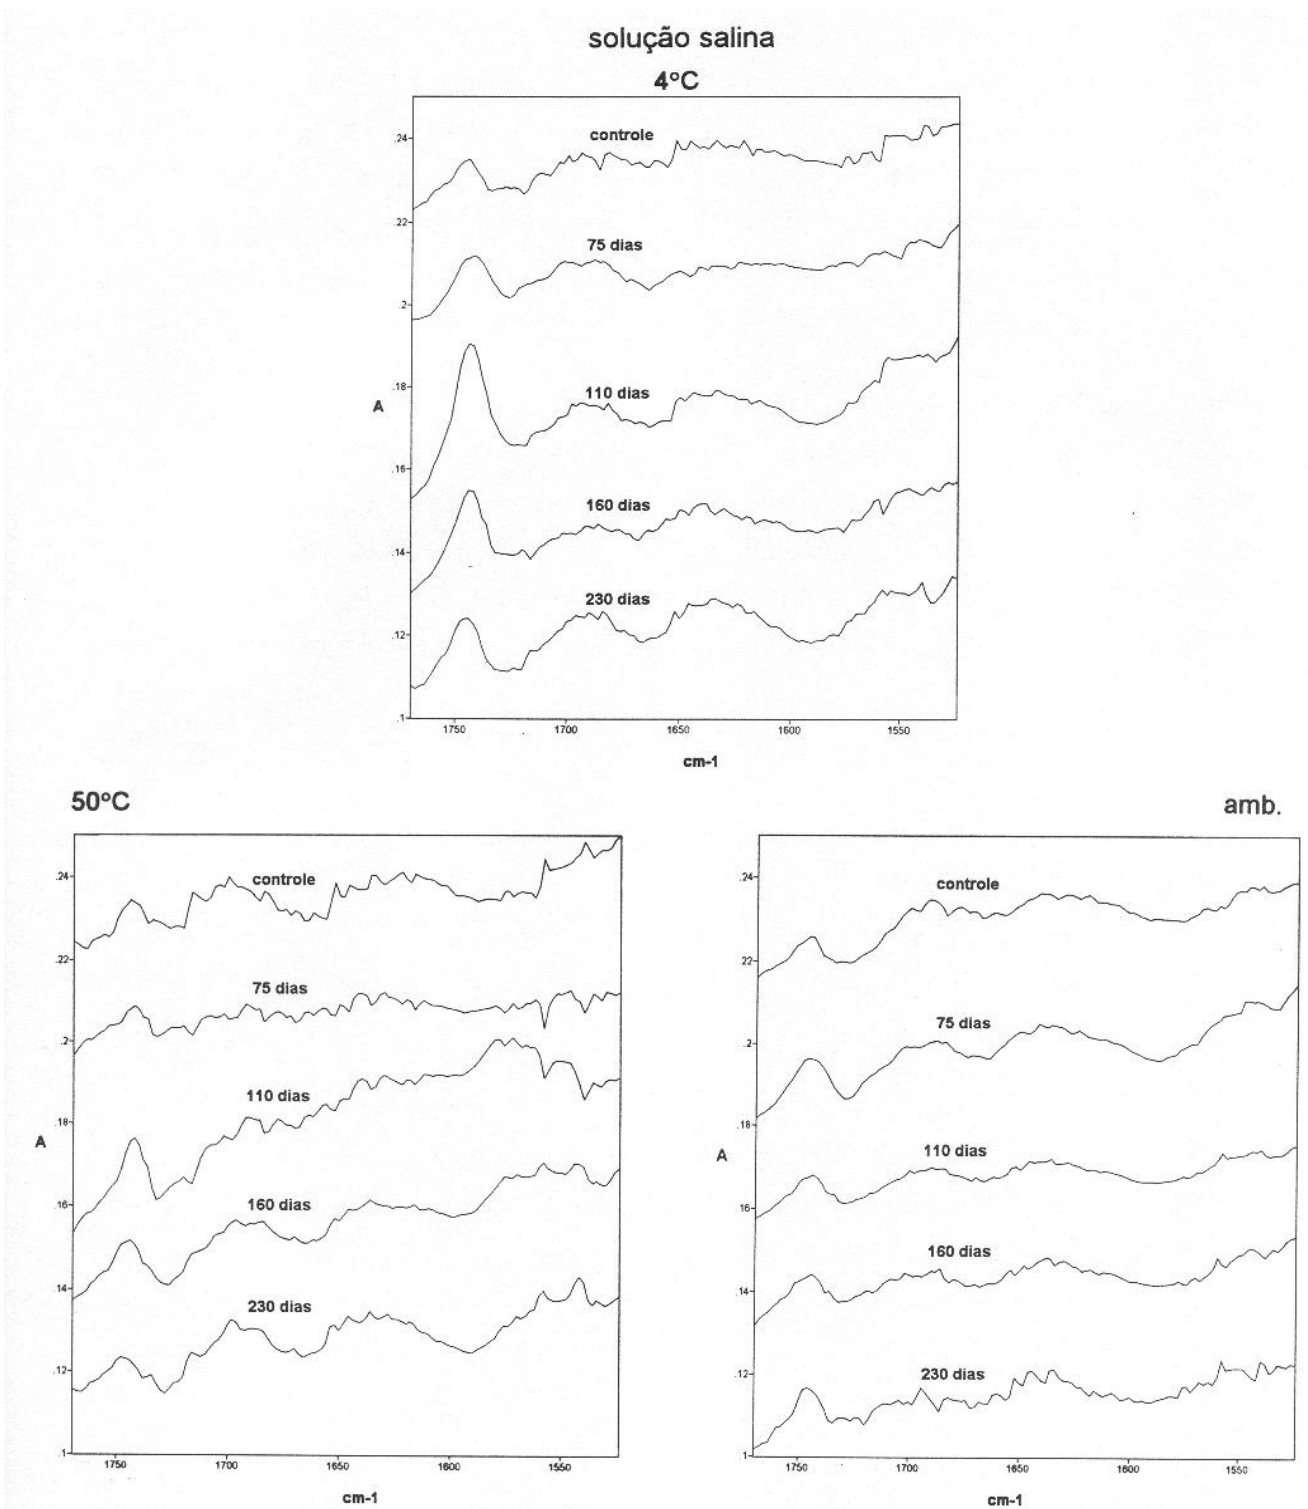 solução salina
4°C
controle
.24
.22
75 dias
.2
110 dias
.18
A
.16
160 dias
.14
230 dias
.12
.1
1750 1700 1650 1600 1550
cm-1
50°C
controle
.24
.22
75 dias
.2
110 dias
.18
A
.16
160 dias
.14
230 dias
.12
.1
1750 1700 1650 1550
cm-1
amb.
controle
.24
22
75 dias
.2
.18
A
110 dias
16
160 dias
.14
230 dias
.12
1
1750 1700 1650 1600 1550
cm-1